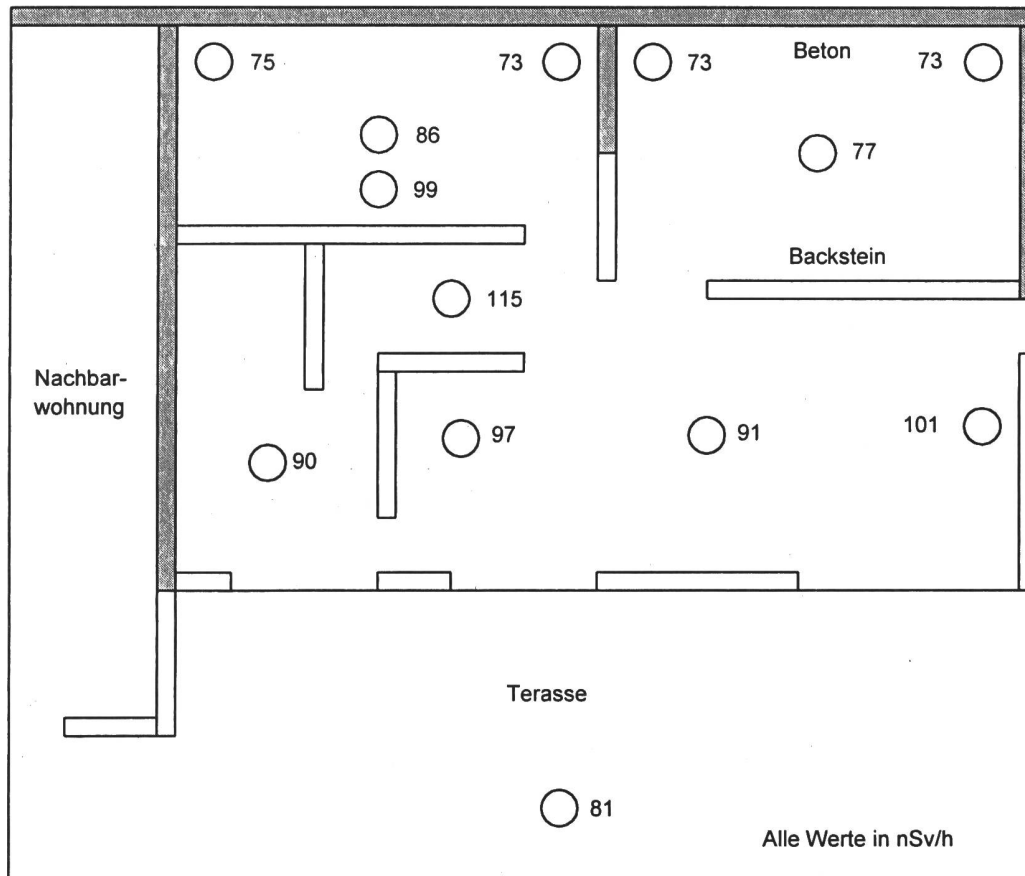 75
73
73
Beton
73
86
77
99
Backstein
115
Nachbar-
wohnung
101
97
91
90
Terasse
81
Alle Werte in nSv/h